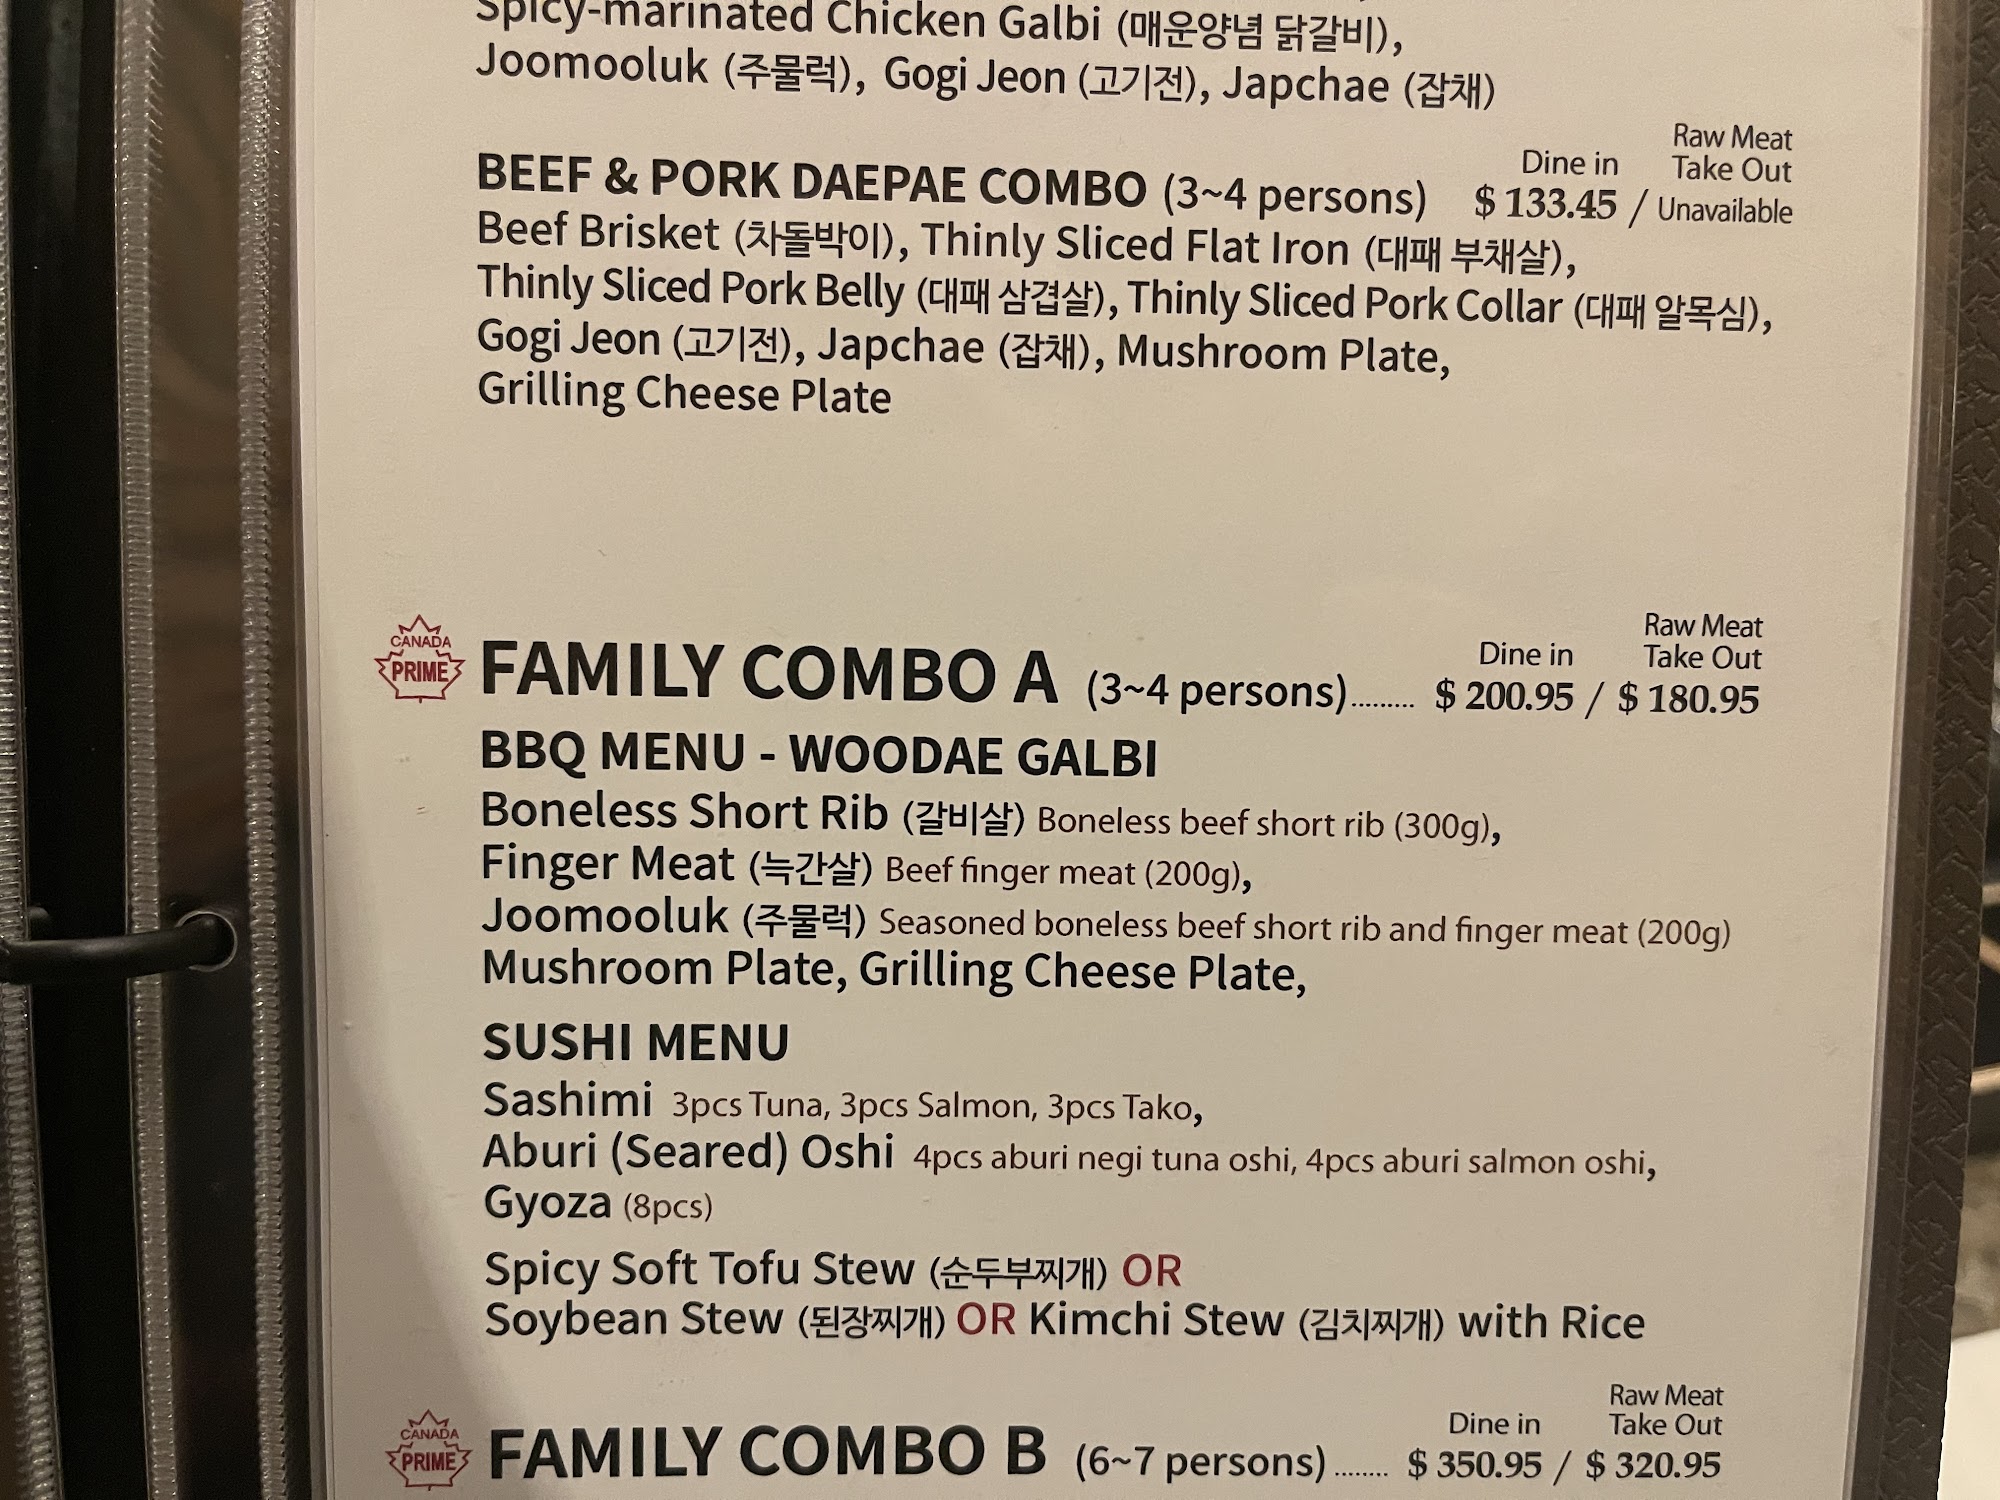 Spicy-marinated Chicken Galbi (매운양념 닭갈비),
Joomooluk (주물럭), Gogi Jeon (고기전), Japchae (잡채)
Dine in
Raw Meat
Take Out
BEEF & PORK DAEPAE COMBO (3~4 persons) $ 133.45 / Unavailable
Beef Brisket (차돌박이), Thinly Sliced Flat Iron (대패 부채살),
Thinly Sliced Pork Belly (대패 삼겹살), Thinly Sliced Pork Collar (대패 알목심),
Gogi Jeon (고기전), Japchae (잡채), Mushroom Plate,
Grilling Cheese Plate
Dine in
Raw Meat
Take Out
CANADA
PRIME
FAMILY COMBO A (3~4 persons)......... $ 200.95 / $ 180.95
BBQ MENU - WOODAE GALBI
Boneless Short Rib (갈비살) Boneless beef short rib (300g),
Finger Meat (늑간살) Beef finger meat (200g),
Joomooluk (주물럭) Seasoned boneless beef short rib and finger meat (200g)
Mushroom Plate, Grilling Cheese Plate,
SUSHI MENU
Sashimi 3pcs Tuna, 3pcs Salmon, 3pcs Tako,
Aburi (Seared) Oshi 4pcs aburi negi tuna oshi, 4pcs aburi salmon oshi,
Gyoza (8pcs)
Spicy Soft Tofu Stew (순두부찌개) OR
Soybean Stew (된장찌개) OR Kimchi Stew (김치찌개) with Rice
Dine in
Raw Meat
Take Out
CANADA
PRIME
FAMILY COMBO B (6~7 persons) ........ $ 350.95 / $ 320.95